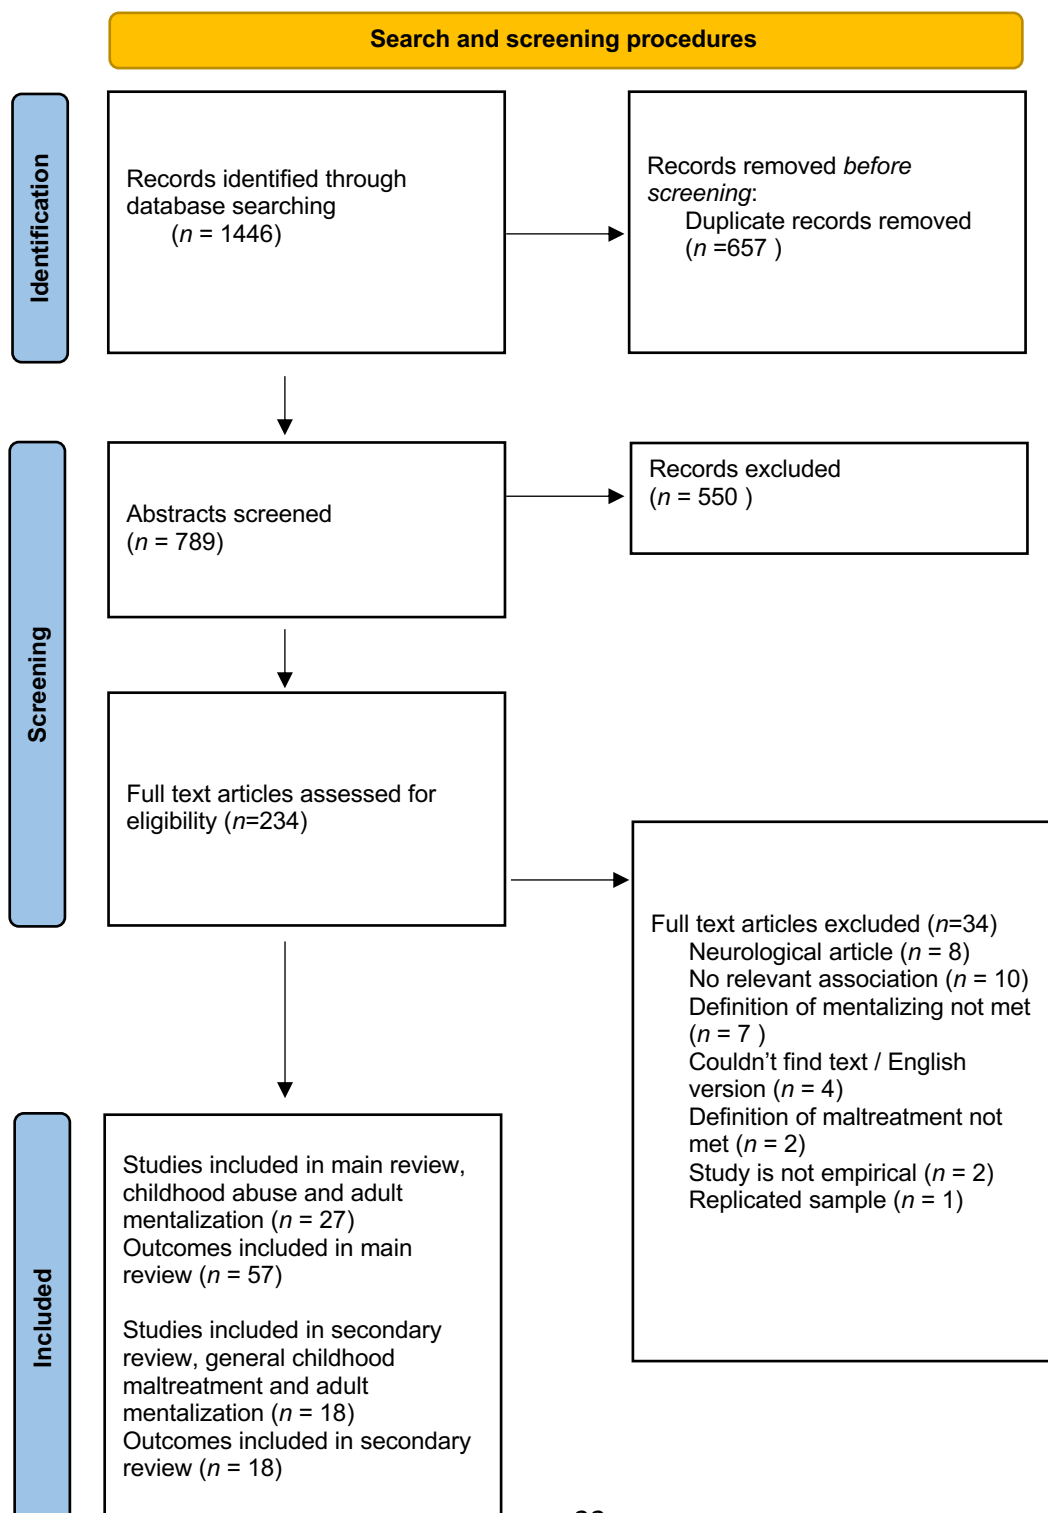 Search and screening procedures
Identification
Records identified through
database searching
(n = 1446)
Records removed before
screening:
Duplicate records removed
(n =657 )
Screening
Abstracts screened
(n = 789)
Records excluded
(n = 550 )
Full text articles assessed for
eligibility (n=234)
Full text articles excluded (n=34)
Neurological article (n = 8)
No relevant association (n = 10)
Definition of mentalizing not met
(n = 7 )
Couldn’t find text / English
version (n = 4)
Definition of maltreatment not
met (n = 2)
Study is not empirical (n = 2)
Replicated sample (n = 1)
Included
Studies included in main review,
childhood abuse and adult
mentalization (n = 27)
Outcomes included in main
review (n = 57)
Studies included in secondary
review, general childhood
maltreatment and adult
mentalization (n = 18)
Outcomes included in secondary
review (n = 18)